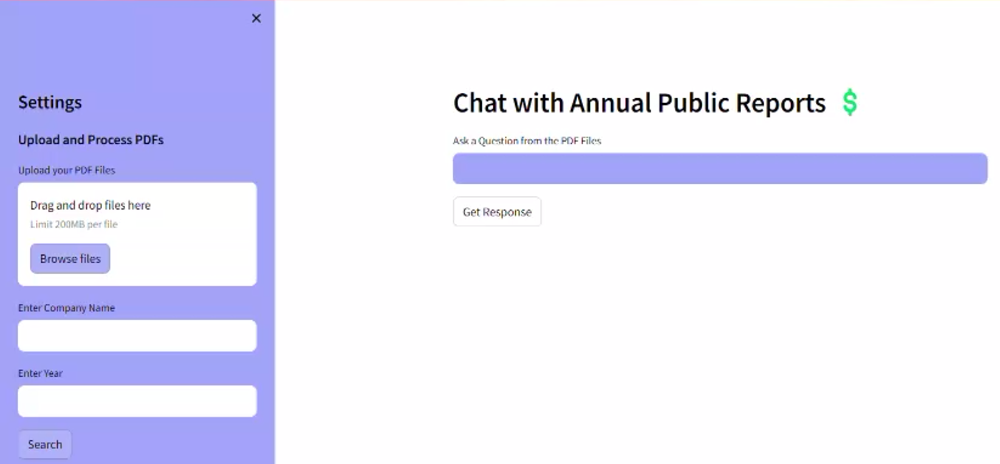 Settings
Upload and Process PDFs
Upload your PDF Files
Drag and drop files here
Limit 200MB per file
Browse files
Enter Company Name
Enter Year
Search
Chat with Annual Public Reports $
Ask a Question from the PDF Files
Get Response